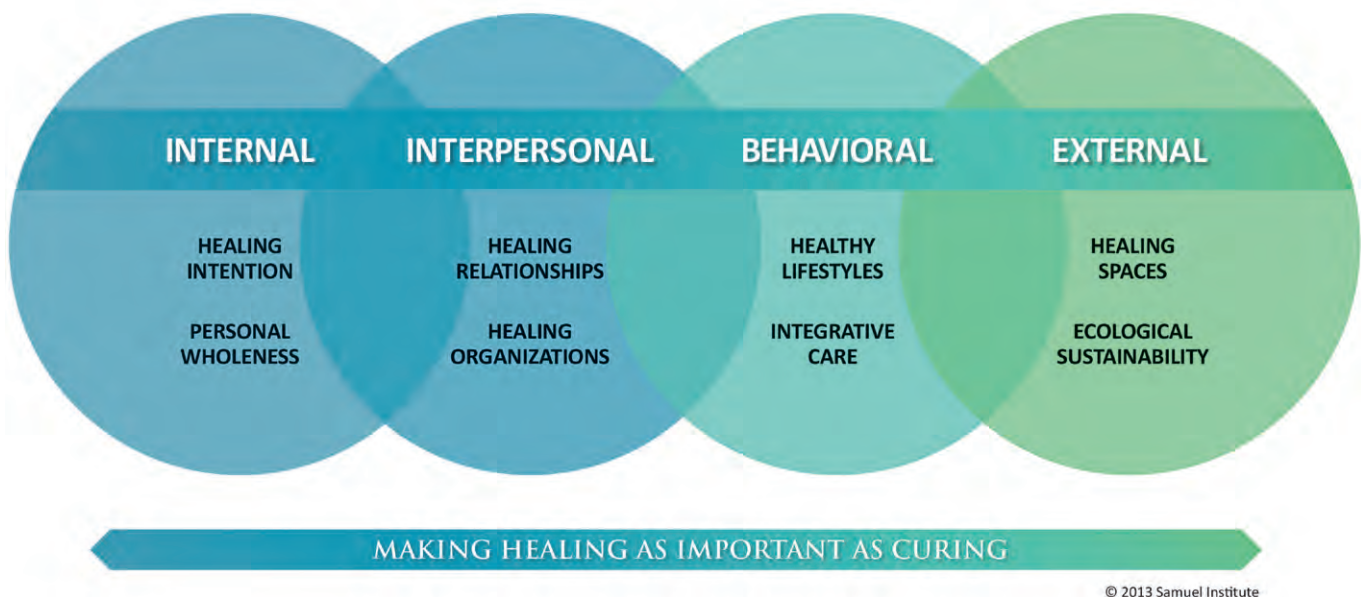 INTERNAL INTERPERSONAL BEHAVIORAL EXTERNAL
HEALING
INTENTION
PERSONAL
WHOLENESS
HEALING
RELATIONSHIPS
HEALING
ORGANIZATIONS
HEALTHY
LIFESTYLES
INTEGRATIVE
CARE
HEALING
SPACES
ECOLOGICAL
SUSTAINABILITY
MAKING HEALING AS IMPORTANT AS CURING
© 2013 Samuel Institute